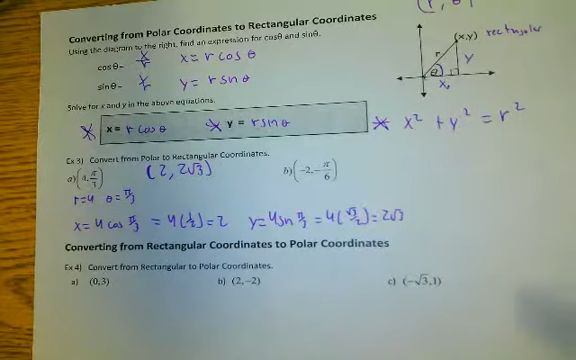 (r, θ)
Converting from Polar Coordinates to Rectangular Coordinates
Using the diagram to the right, find an expression for cosθ and sinθ.
cosθ= x/r x = r cos θ
sinθ= y/r y = r sin θ
(x,y) rectangular
r y
θ
x
Solve for x and y in the above equations.
* x = r cos θ * y = r sin θ * x² + y² = r²
Ex 3) Convert from Polar to Rectangular Coordinates.
a) (4, π/3) (2, 2√3) b) (-2, -π/6)
r=4 θ=π/3
x = 4 cos π/3 = 4(1/2) = 2 y = 4 sin π/3 = 4(√3/2) = 2√3
Converting from Rectangular Coordinates to Polar Coordinates
Ex 4) Convert from Rectangular to Polar Coordinates.
a) (0,3) b) (2,-2) c) (-√3,1)